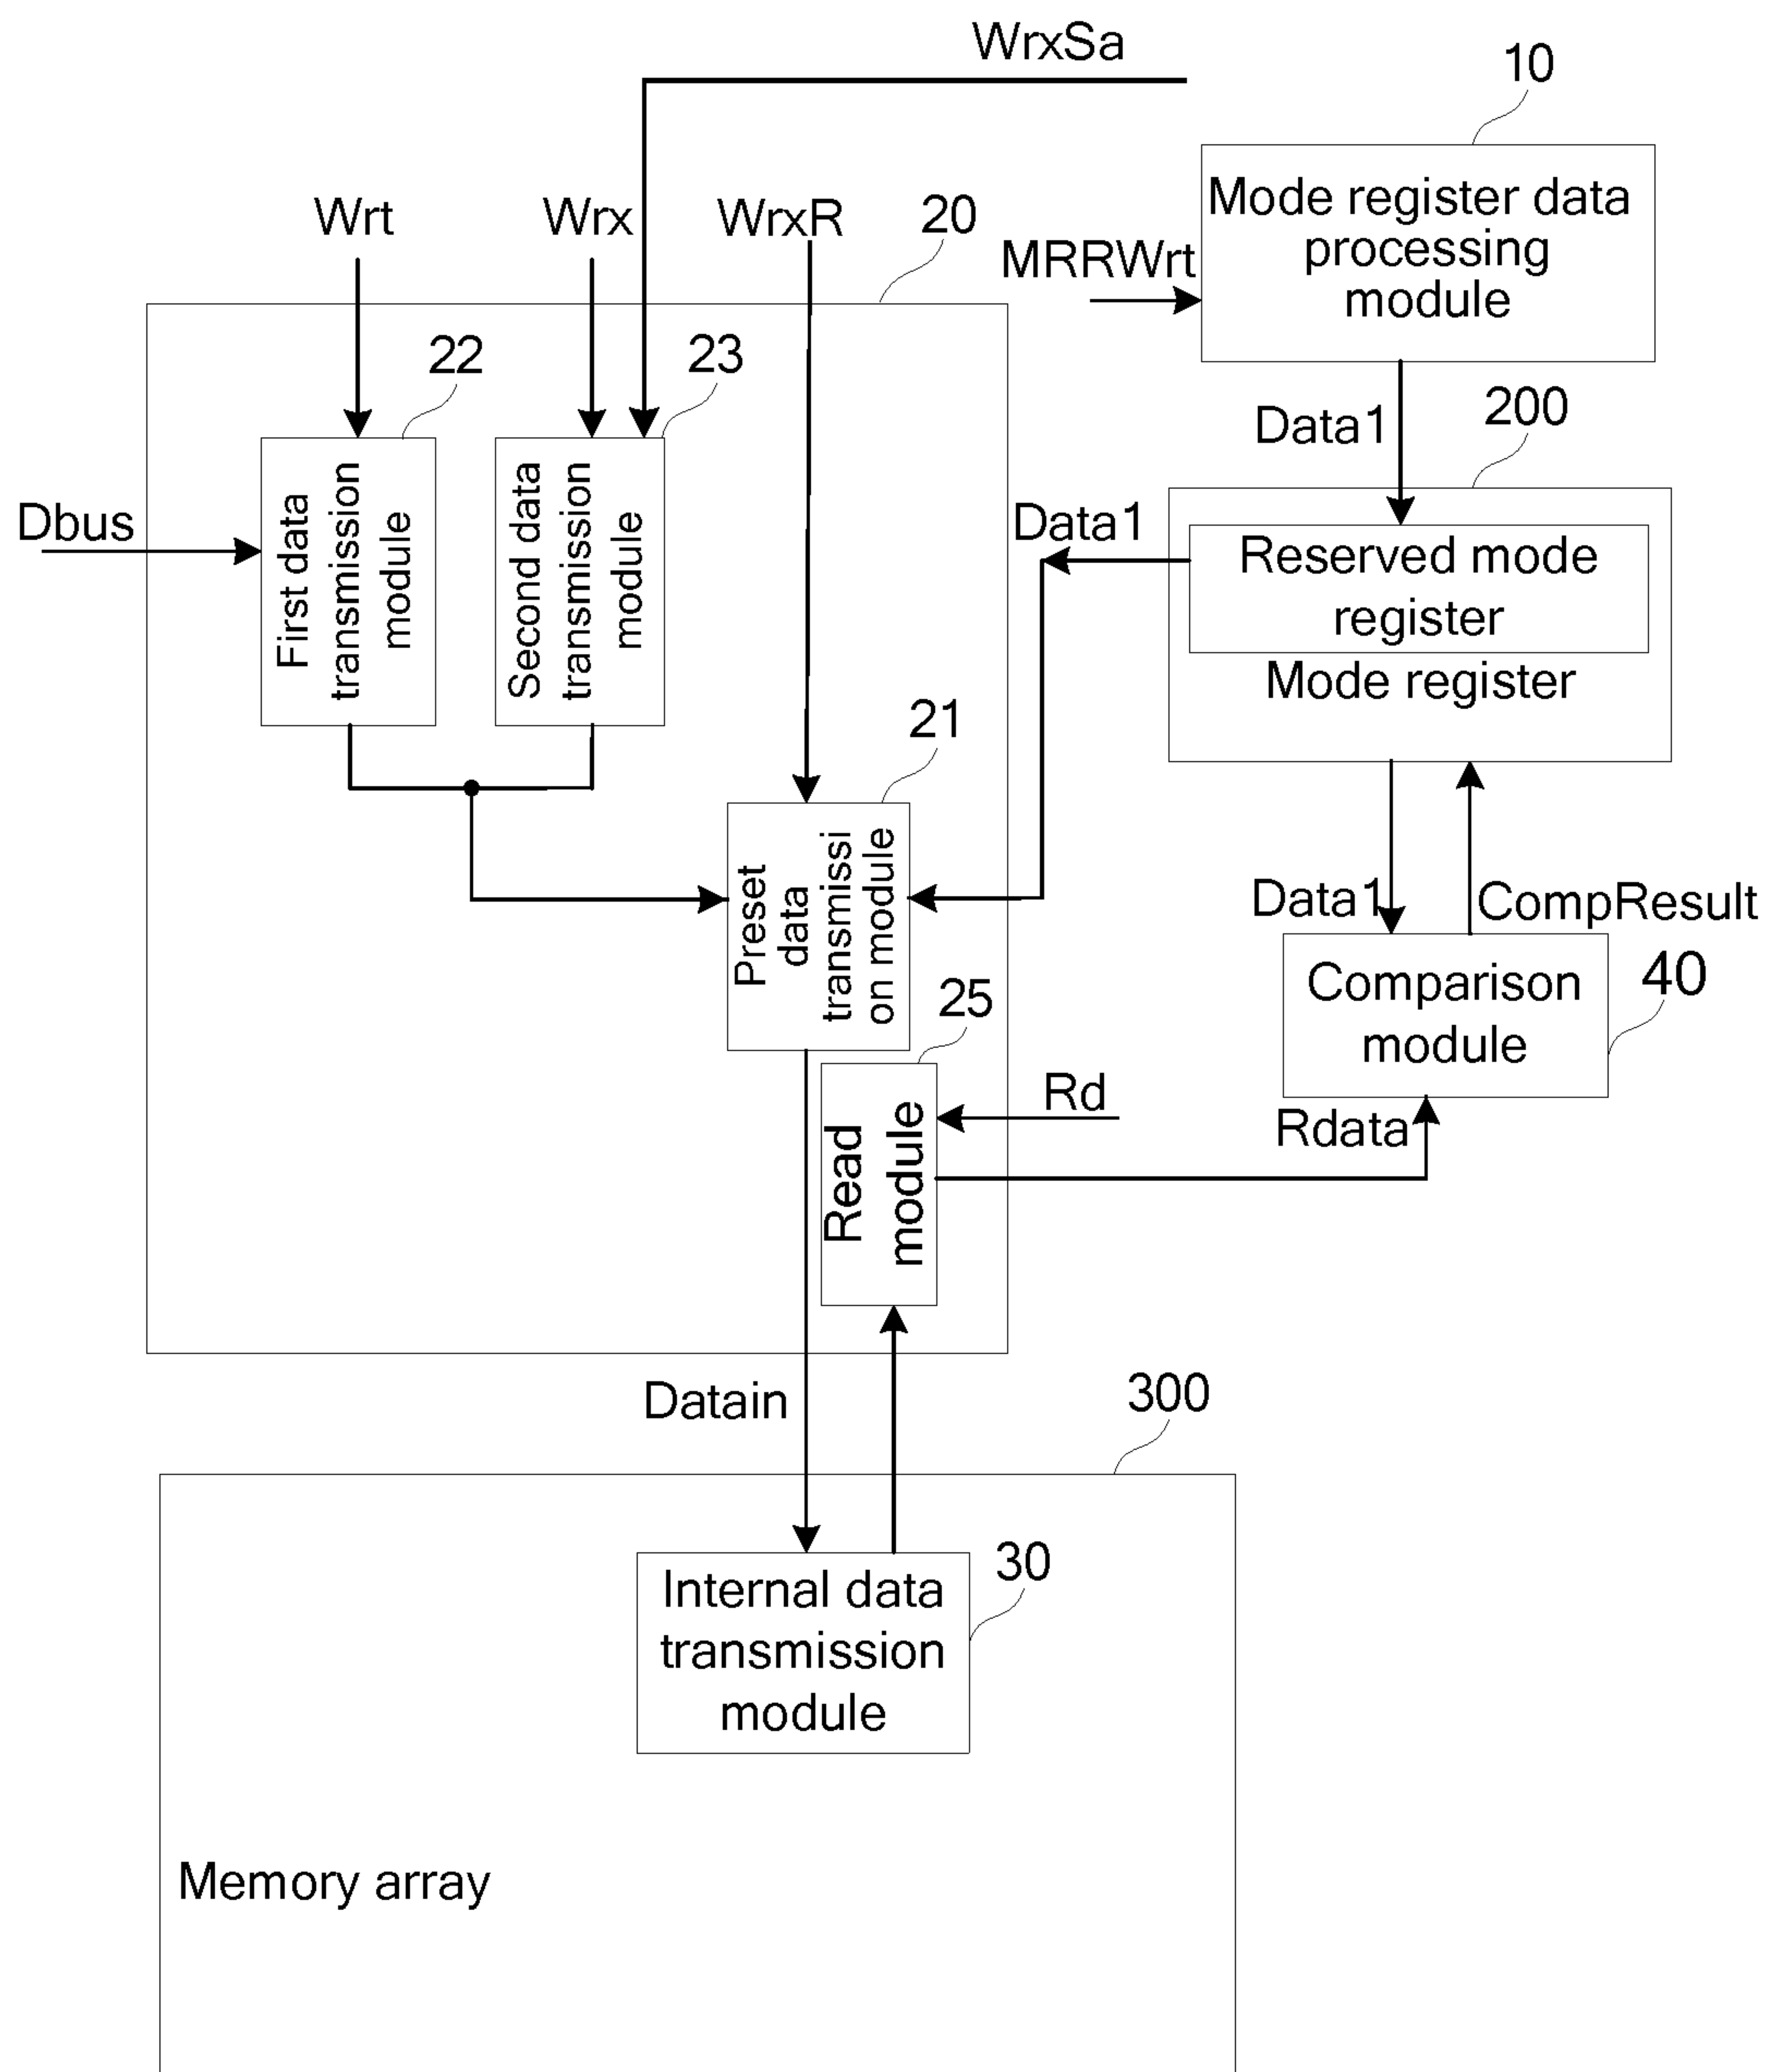 WrxSa
10
Mode register data
processing
module
Wrt
Wrx
WrxR
20
MRRWrt
22
23
Data1
200
First data
transmission
module
Second data
transmission
module
Dbus
Data1
Reserved mode
register
Mode register
21
Preset
data
transmissi
on module
Data1
CompResult
Comparison
module
40
25
Rd
Rdata
Read
module
Datain
300
30
Internal data
transmission
module
Memory array